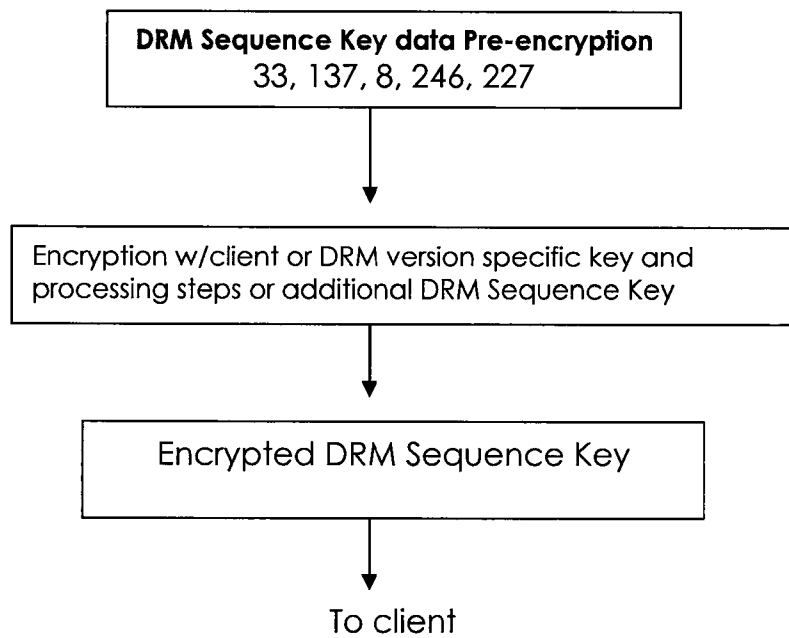 DRM Sequence Key data Pre-encryption
33, 137, 8, 246, 227
Encryption w/client or DRM version specific key and
processing steps or additional DRM Sequence Key
Encrypted DRM Sequence Key
To client